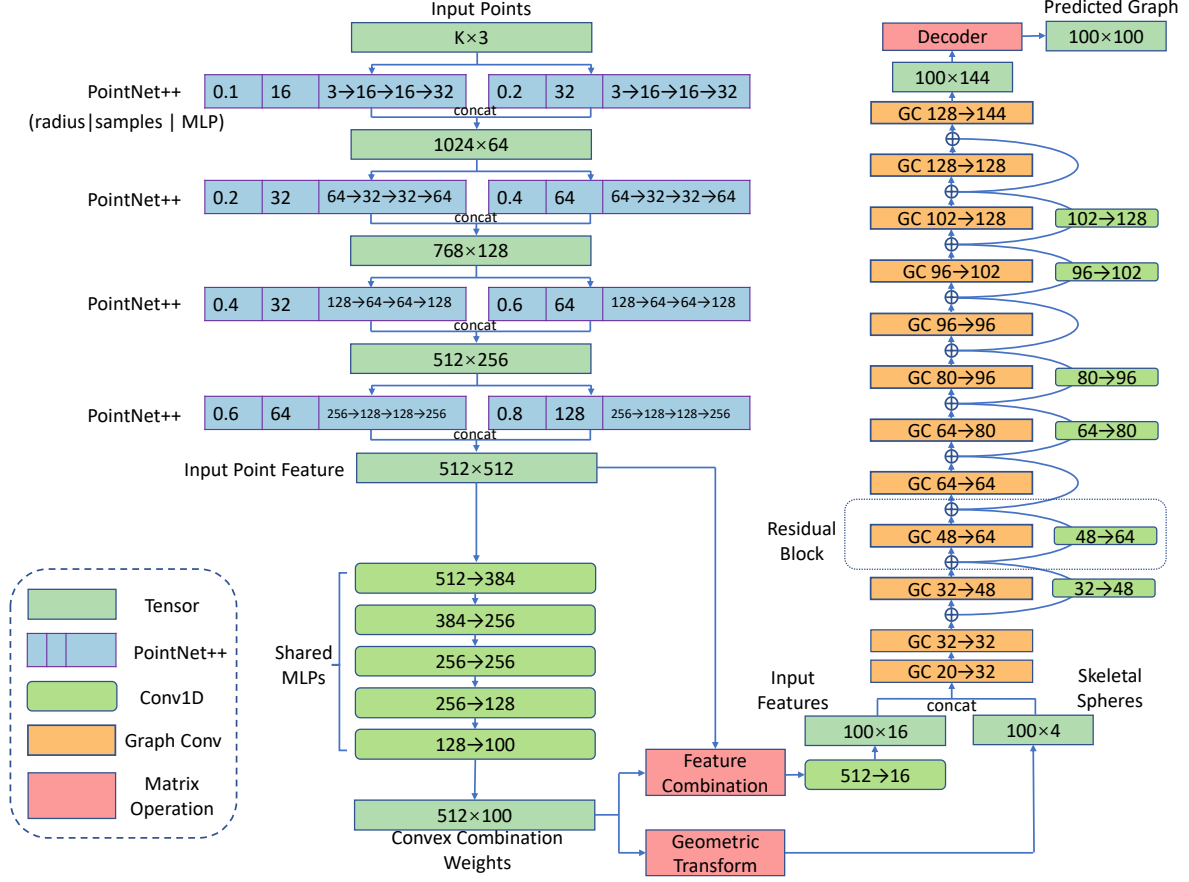 Input Points
K×3
PointNet++
(radius|samples | MLP)
0.1 16 3→16→16→32
0.2 32 3→16→16→32
concat
1024×64
PointNet++
0.2 32 64→32→32→64
0.4 64 64→32→32→64
concat
768×128
PointNet++
0.4 32 128→64→64→128
0.6 64 128→64→64→128
concat
512×256
PointNet++
0.6 64 256→128→128→256
0.8 128 256→128→128→256
concat
Input Point Feature
512×512
Shared
MLPs
512→384
384→256
256→256
256→128
128→100
512×100
Convex Combination
Weights
Tensor
PointNet++
Conv1D
Graph Conv
Matrix
Operation
Feature
Combination
Geometric
Transform
512→16
Input
Features
100×16
Skeletal
Spheres
100×4
concat
GC 20→32
GC 32→32
GC 32→48
32→48
Residual
Block
GC 48→64
48→64
GC 64→64
GC 64→80
64→80
GC 80→96
80→96
GC 96→96
GC 96→102
96→102
GC 102→128
102→128
GC 128→128
GC 128→144
100×144
Decoder
Predicted Graph
100×100